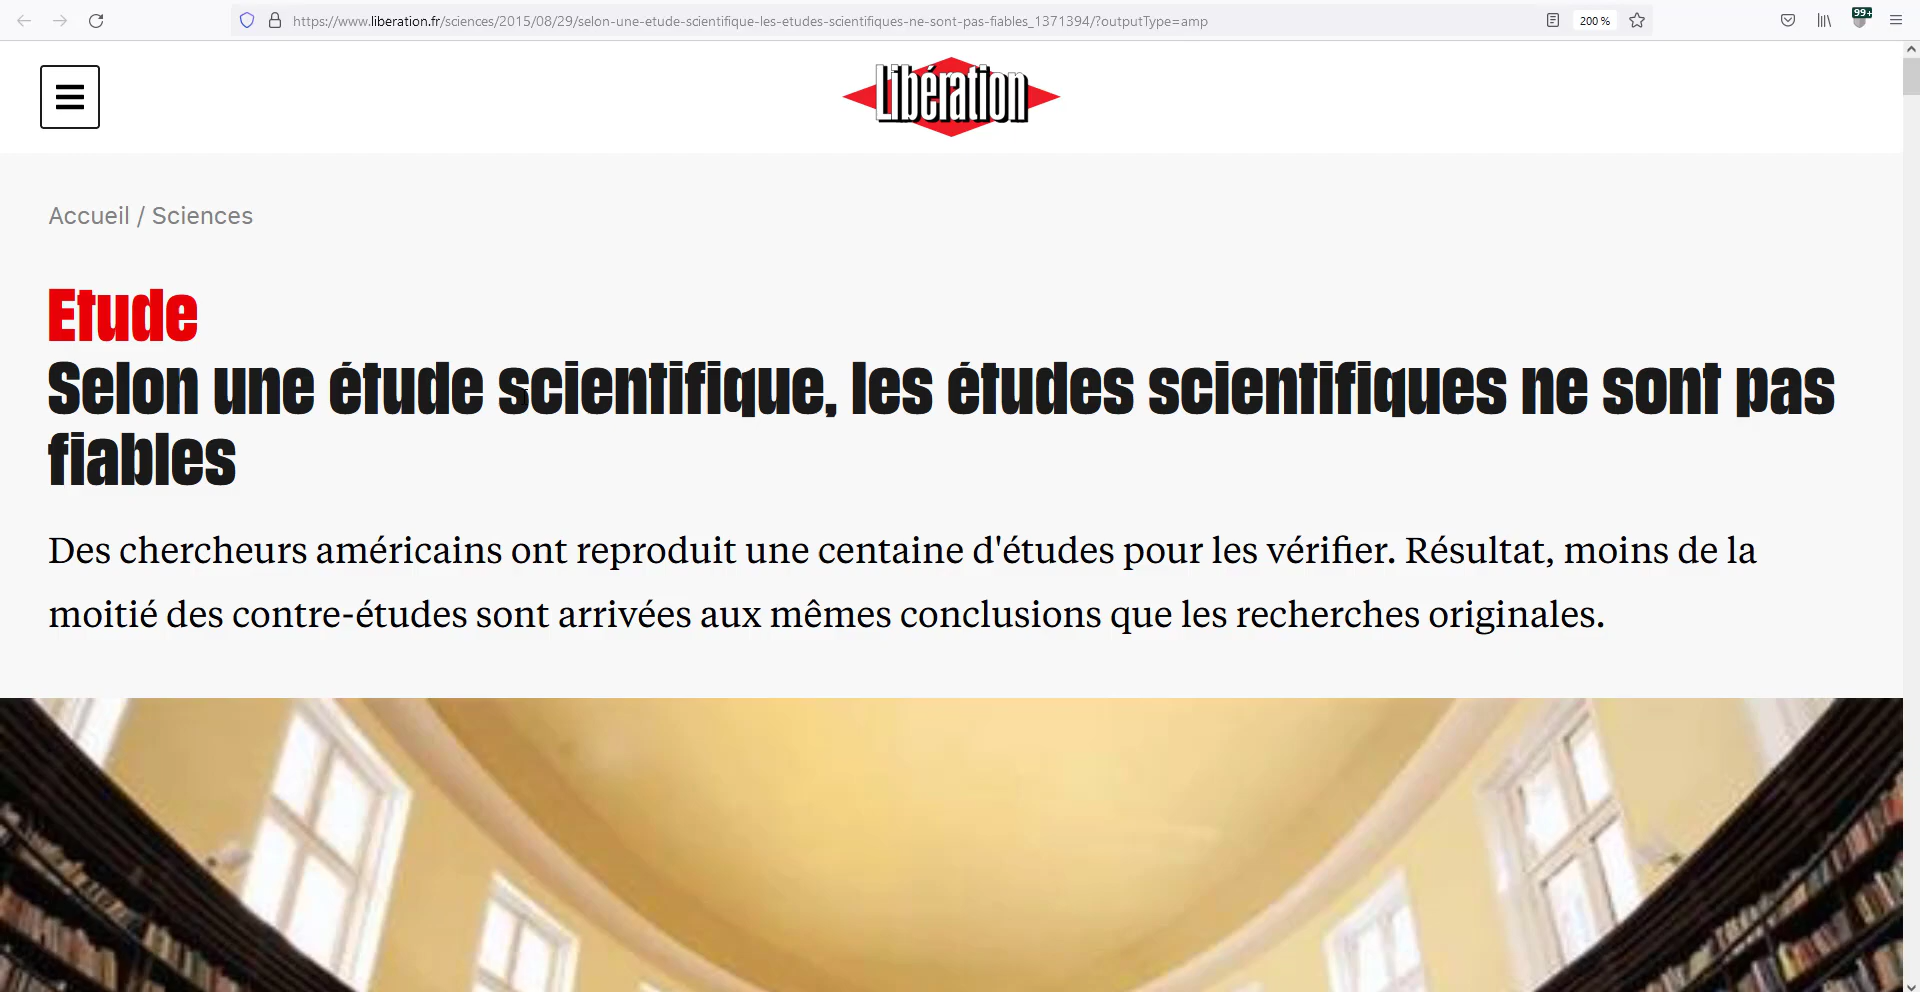 https://www.liberation.fr/sciences/2015/08/29/selon-une-etude-scientifique-les-etudes-scientifiques-ne-sont-pas-fiables_1371394/?outputType=amp
200 %
99+
Libération
Accueil / Sciences
Etude
Selon une étude scientifique, les études scientifiques ne sont pas
fiables
Des chercheurs américains ont reproduit une centaine d'études pour les vérifier. Résultat, moins de la
moitié des contre-études sont arrivées aux mêmes conclusions que les recherches originales.